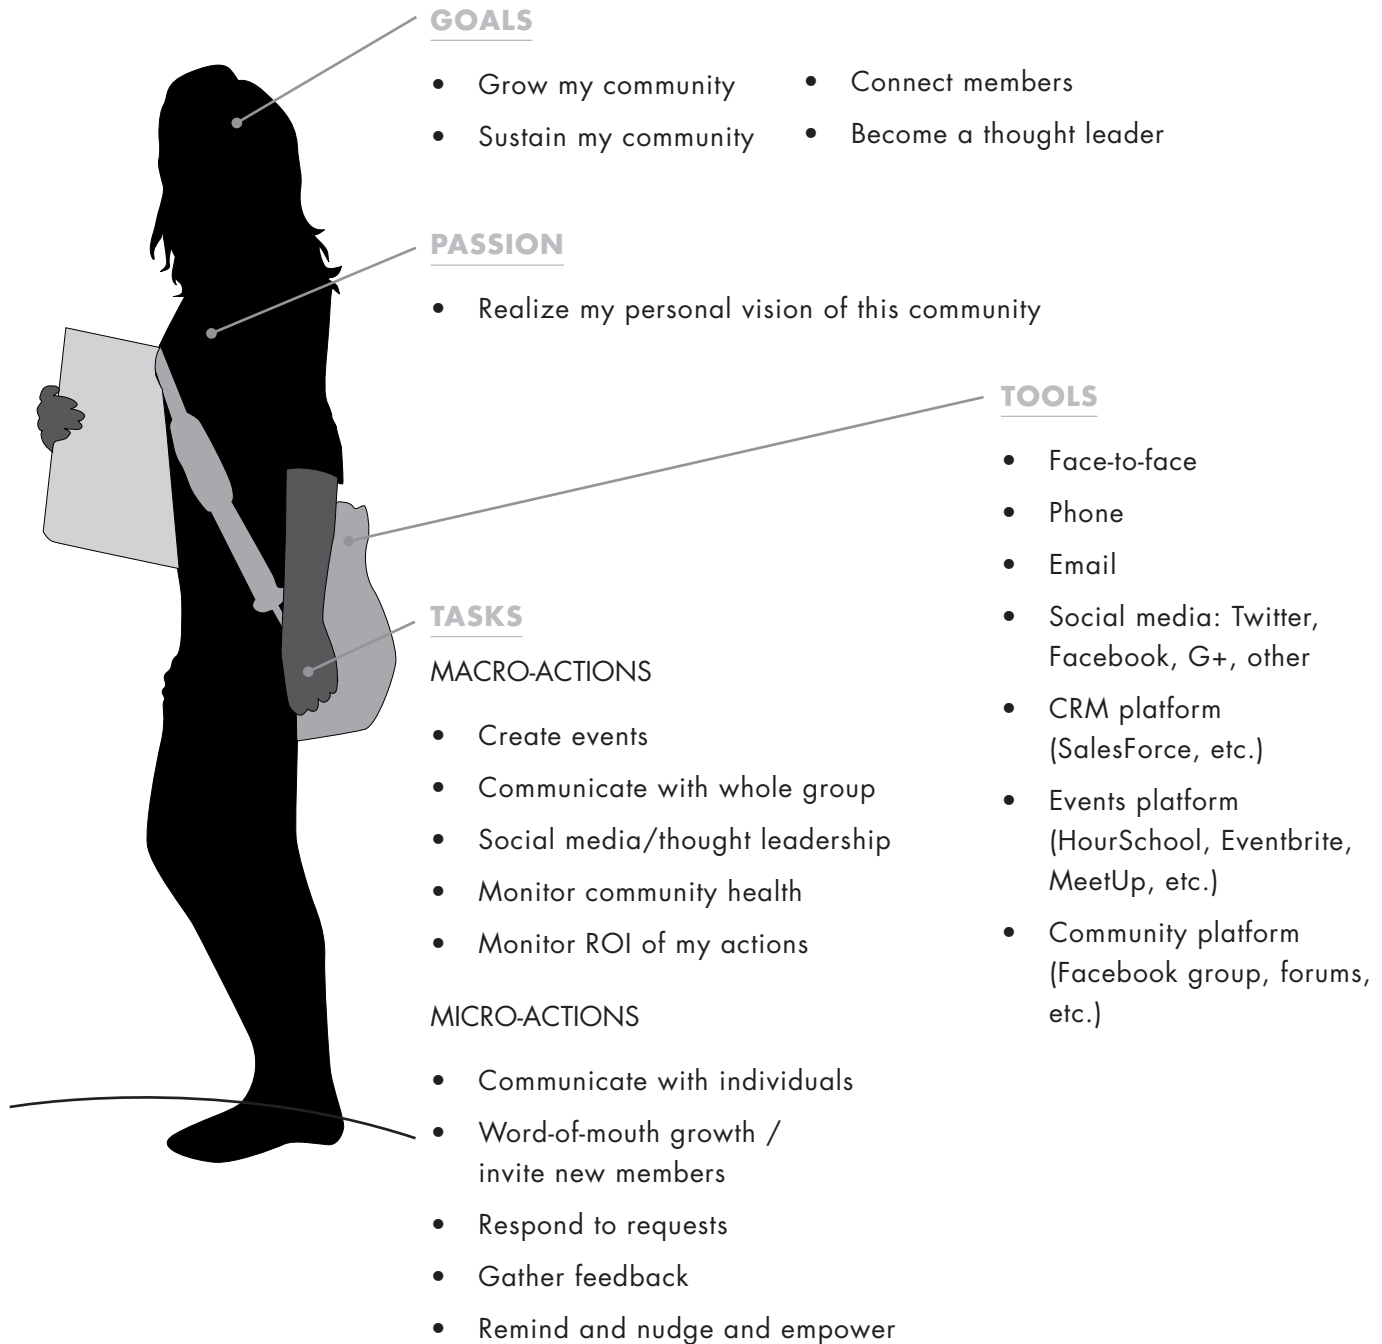 GOALS
• Grow my community
• Sustain my community
• Connect members
• Become a thought leader
PASSION
• Realize my personal vision of this community
TOOLS
• Face-to-face
• Phone
• Email
• Social media: Twitter,
Facebook, G+, other
• CRM platform
(SalesForce, etc.)
• Events platform
(HourSchool, Eventbrite,
MeetUp, etc.)
• Community platform
(Facebook group, forums,
etc.)
TASKS
MACRO-ACTIONS
• Create events
• Communicate with whole group
• Social media/thought leadership
• Monitor community health
• Monitor ROI of my actions
MICRO-ACTIONS
• Communicate with individuals
• Word-of-mouth growth /
invite new members
• Respond to requests
• Gather feedback
• Remind and nudge and empower